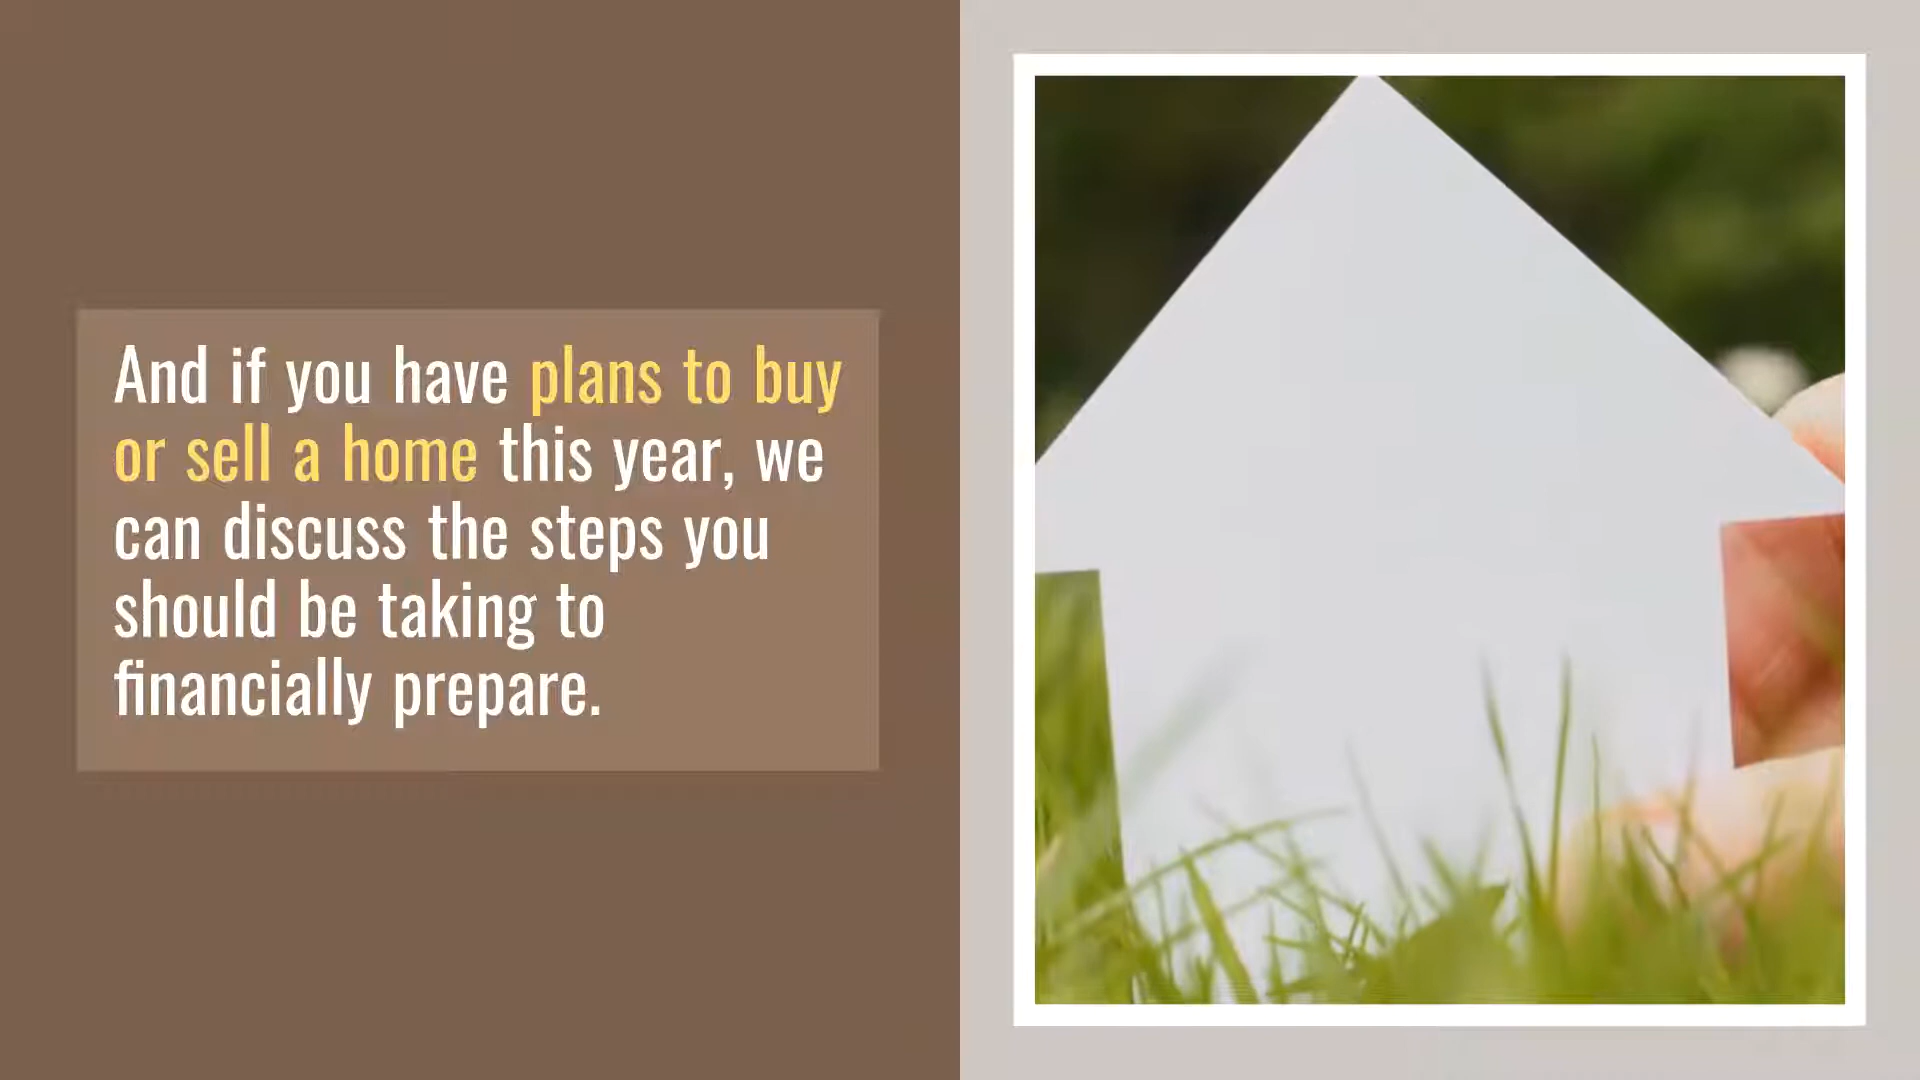 And if you have plans to buy
or sell a home this year, we
can discuss the steps you
should be taking to
financially prepare.